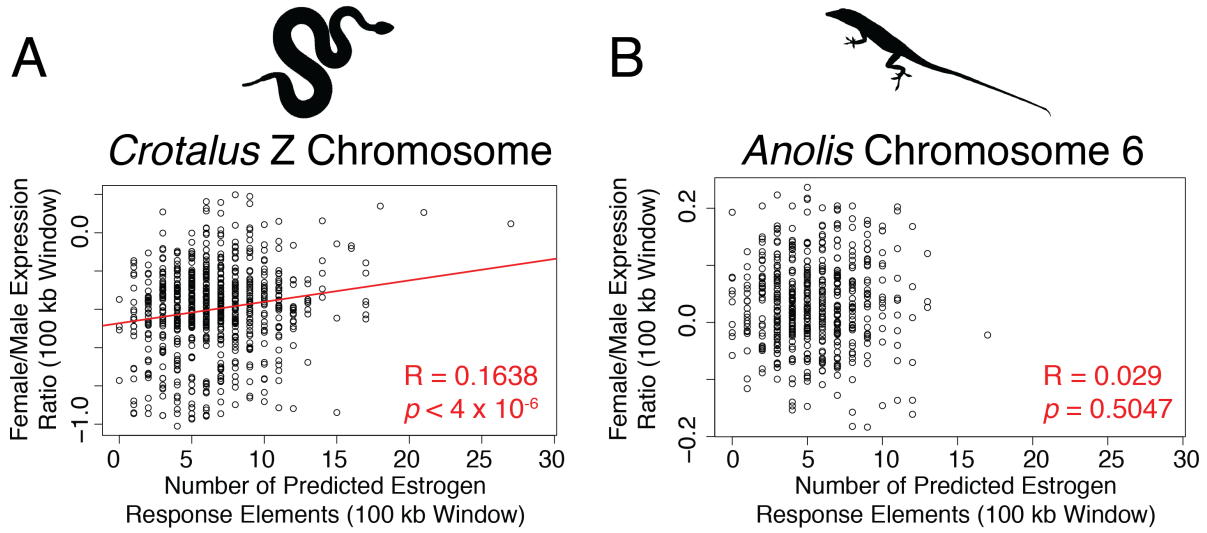 A
Crotalus Z Chromosome
Female/Male Expression
Ratio (100 kb Window)
0.0
−1.0
R = 0.1638
p < 4 x 10-6
0 5 10 15 20 25 30
Number of Predicted Estrogen
Response Elements (100 kb Window)
B
Anolis Chromosome 6
Female/Male Expression
Ratio (100 kb Window)
0.2
0.0
−0.2
R = 0.029
p = 0.5047
0 5 10 15 20 25 30
Number of Predicted Estrogen
Response Elements (100 kb Window)